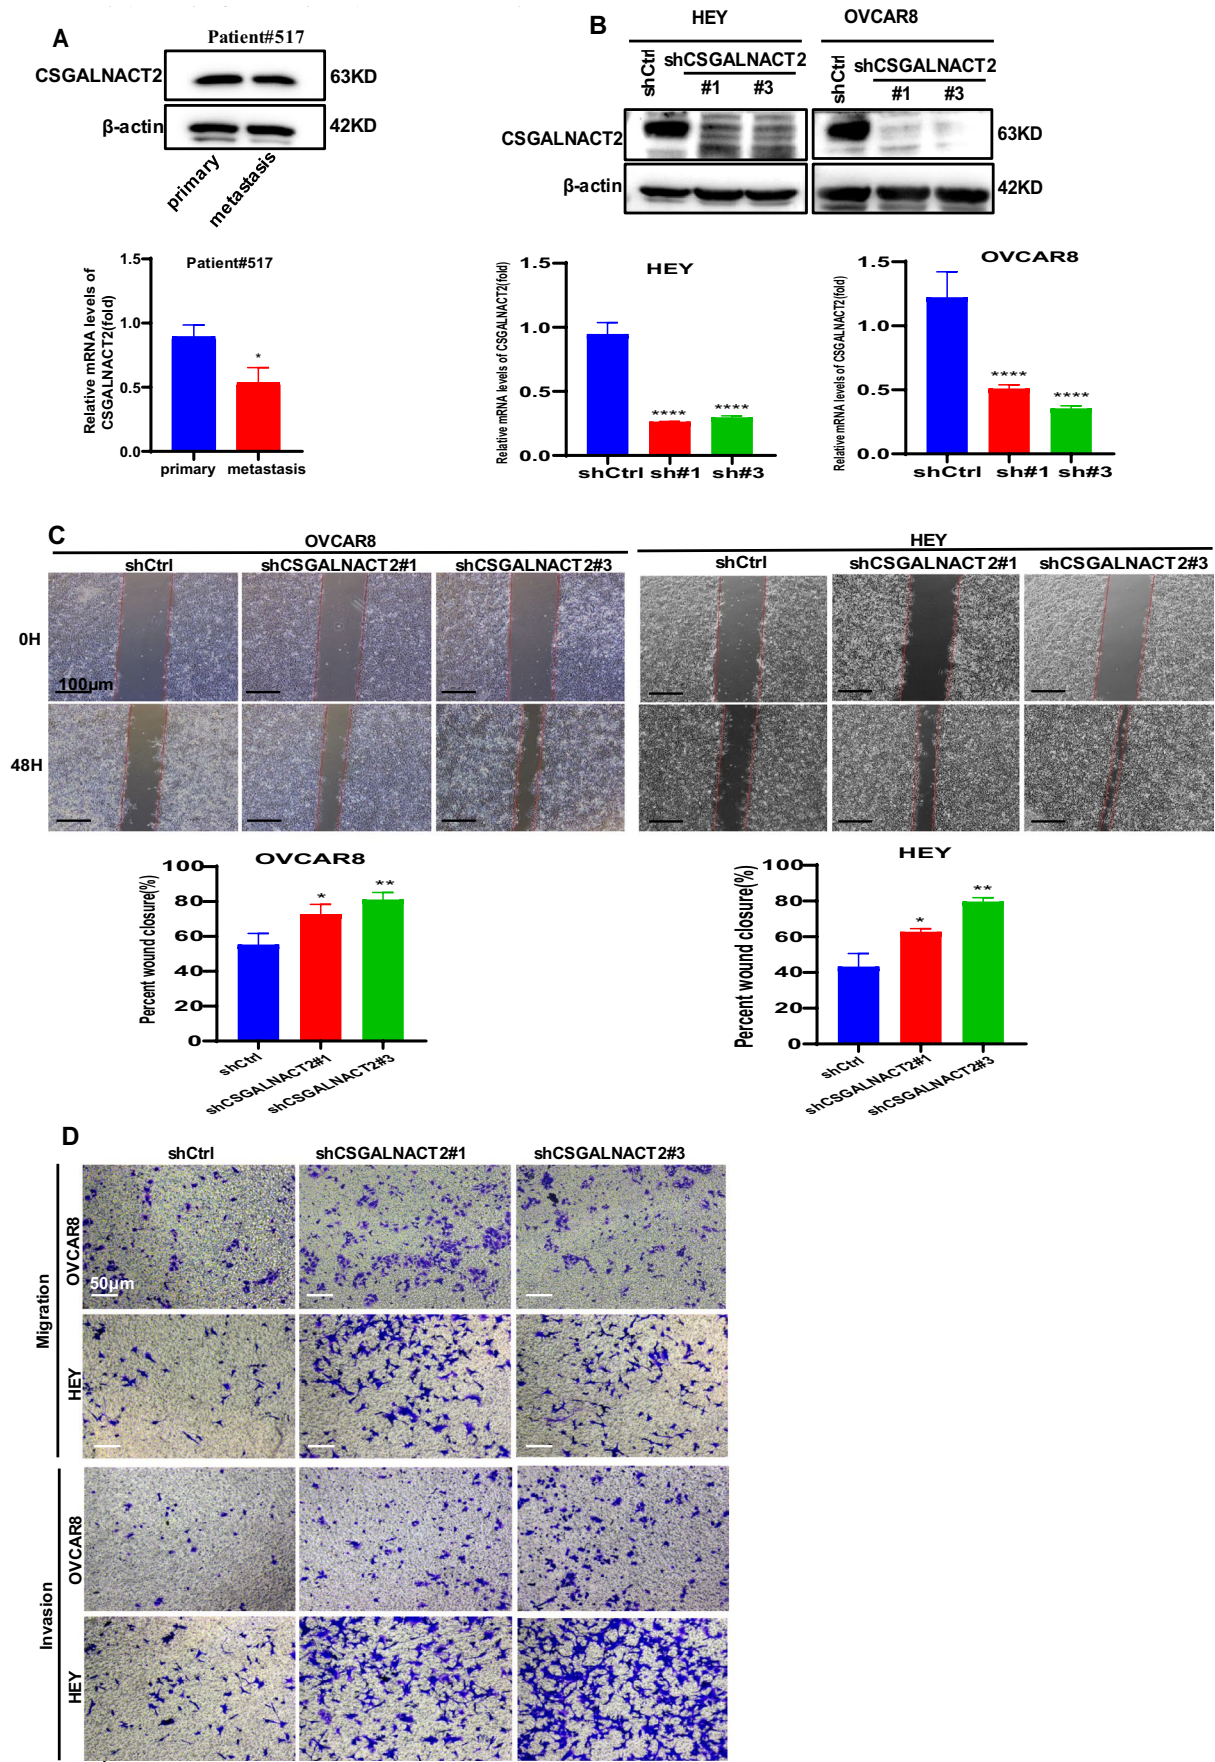 A
Patient#517
CSGALNACT2
63KD
β-actin
42KD
primary
metastasis
Relative mRNA levels of
CSGALNACT2(fold)
Patient#517
1.5
1.0
0.5
0.0
*
primary
metastasis
B
HEY
OVCAR8
shCtrl
shCSGALNACT2
#1
#3
shCtrl
shCSGALNACT2
#1
#3
CSGALNACT2
63KD
β-actin
42KD
Relative mRNA levels of CSGALNACT2(fold)
HEY
1.5
1.0
0.5
0.0
****
****
shCtrl
sh#1
sh#3
Relative mRNA levels of CSGALNACT2(fold)
OVCAR8
1.5
1.0
0.5
0.0
****
****
shCtrl
sh#1
sh#3
C
OVCAR8
HEY
shCtrl
shCSGALNACT2#1
shCSGALNACT2#3
shCtrl
shCSGALNACT2#1
shCSGALNACT2#3
0H
100μm
48H
OVCAR8
Percent wound closure(%)
100
80
60
40
20
0
*
**
shCtrl
shCSGALNACT2#1
shCSGALNACT2#3
HEY
Percent wound closure(%)
100
80
60
40
20
0
*
**
shCtrl
shCSGALNACT2#1
shCSGALNACT2#3
D
shCtrl
shCSGALNACT2#1
shCSGALNACT2#3
Migration
OVCAR8
50μm
HEY
Invasion
OVCAR8
HEY